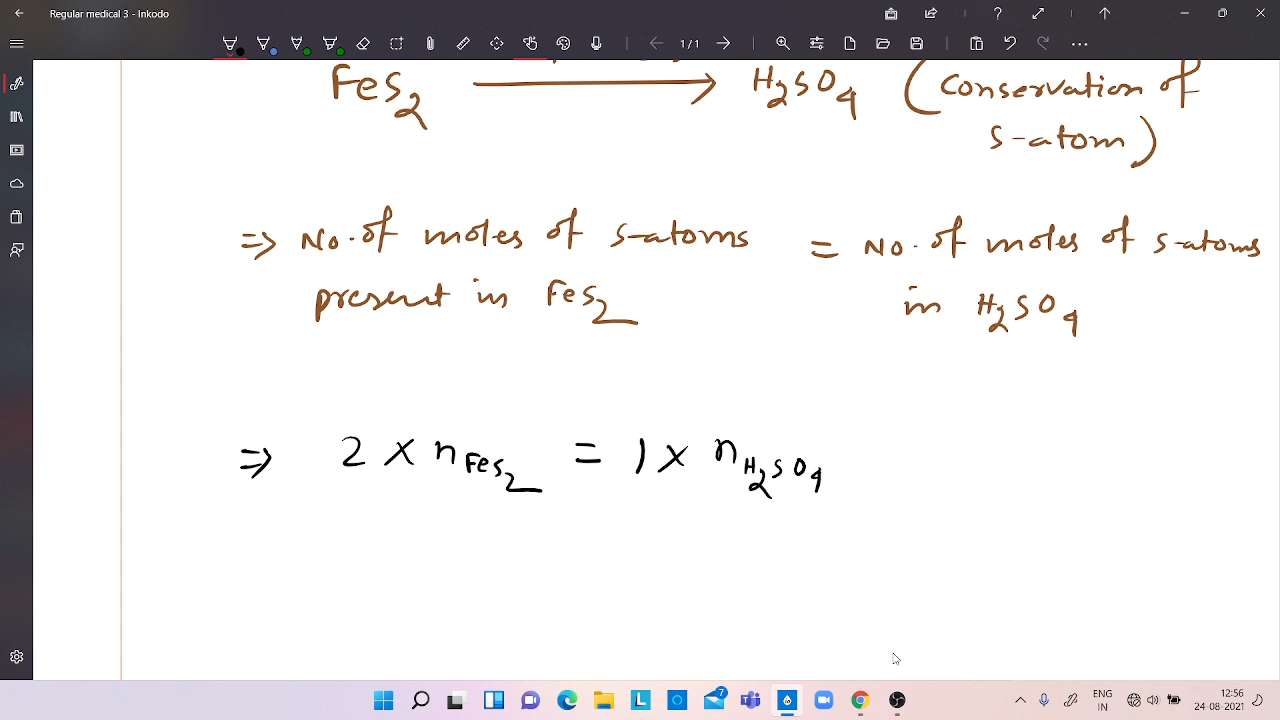 Regular medical 3 - Inkodo
1/1
FeS2 ⟶ H2SO4 (Conservation of
S-atom)
⇒ No. of moles of S-atoms = No. of moles of S-atoms
present in FeS2 in H2SO4
⇒ 2 × nFeS2 = 1 × nH2SO4
7
ENG
IN
12:56
24-08-2021